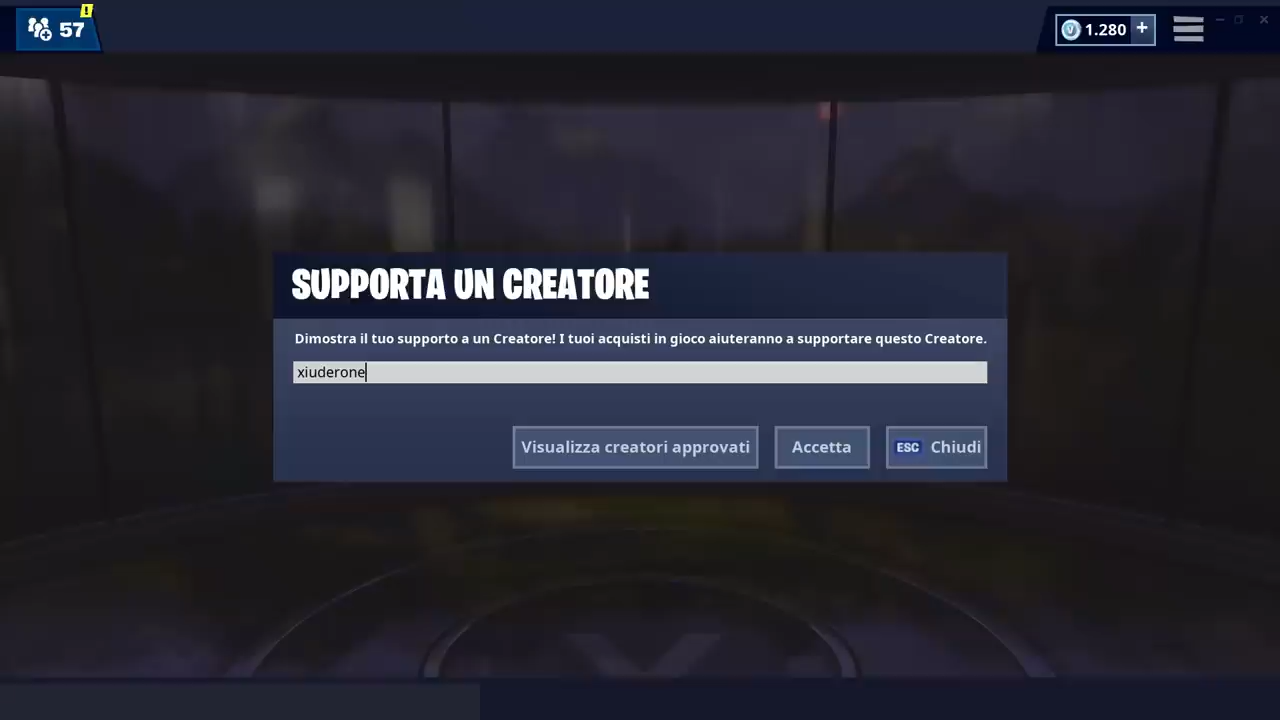 57
!
1.280 +
SUPPORTA UN CREATORE
Dimostra il tuo supporto a un Creatore! I tuoi acquisti in gioco aiuteranno a supportare questo Creatore.
xiuderone
Visualizza creatori approvati
Accetta
ESC Chiudi